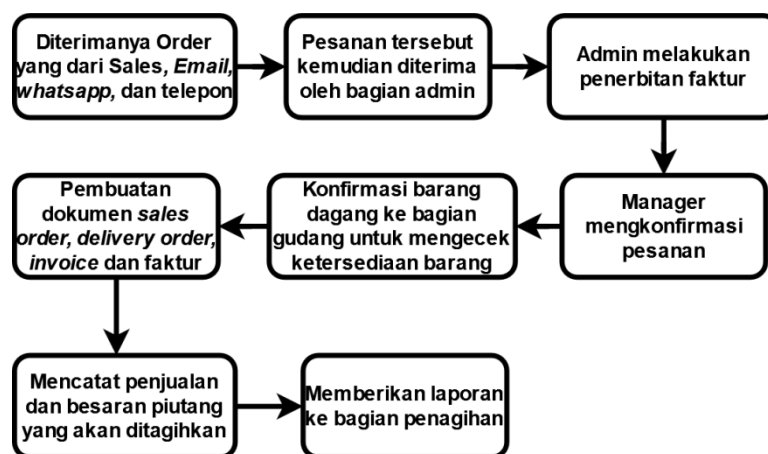 Diterimanya Order
yang dari Sales, Email,
whatsapp, dan telepon
Pesanan tersebut
kemudian diterima
oleh bagian admin
Admin melakukan
penerbitan faktur
Manager
mengkonfirmasi
pesanan
Konfirmasi barang
dagang ke bagian
gudang untuk mengecek
ketersediaan barang
Pembuatan
dokumen sales
order, delivery order,
invoice dan faktur
Mencatat penjualan
dan besaran piutang
yang akan ditagihkan
Memberikan laporan
ke bagian penagihan